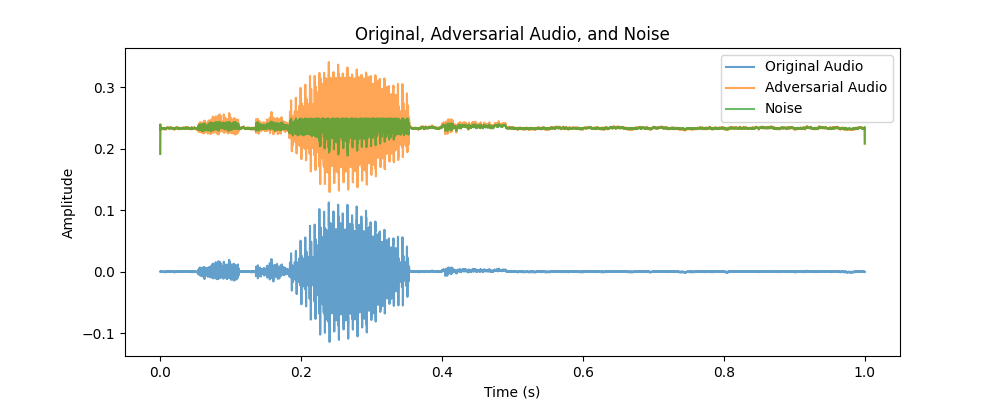 Original, Adversarial Audio, and Noise
Original Audio
Adversarial Audio
Noise
Amplitude
0.3
0.2
0.1
0.0
−0.1
0.0 0.2 0.4 0.6 0.8 1.0
Time (s)